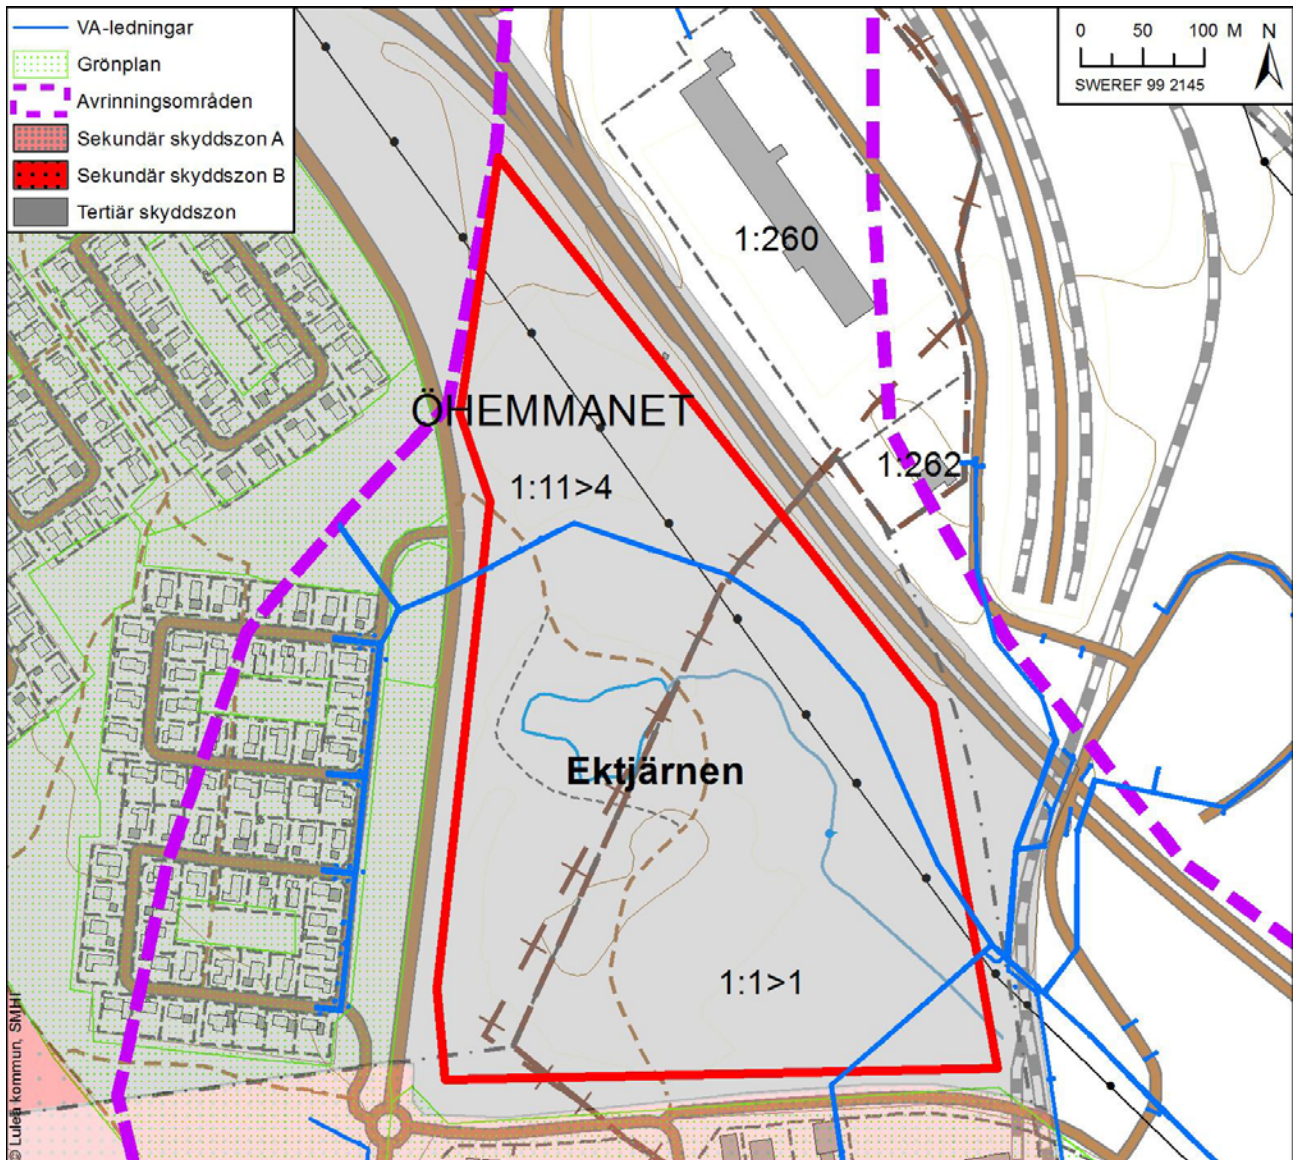 VA-ledningar
Grönplan
Avrinningsområden
Sekundär skyddszon A
Sekundär skyddszon B
Tertiär skyddszon
0 50 100 M N
SWEREF 99 2145
1:260
ÖHEMMANET
1:262
1:11>4
Ektjärnen
1:1>1
© Luleå kommun, SMHI